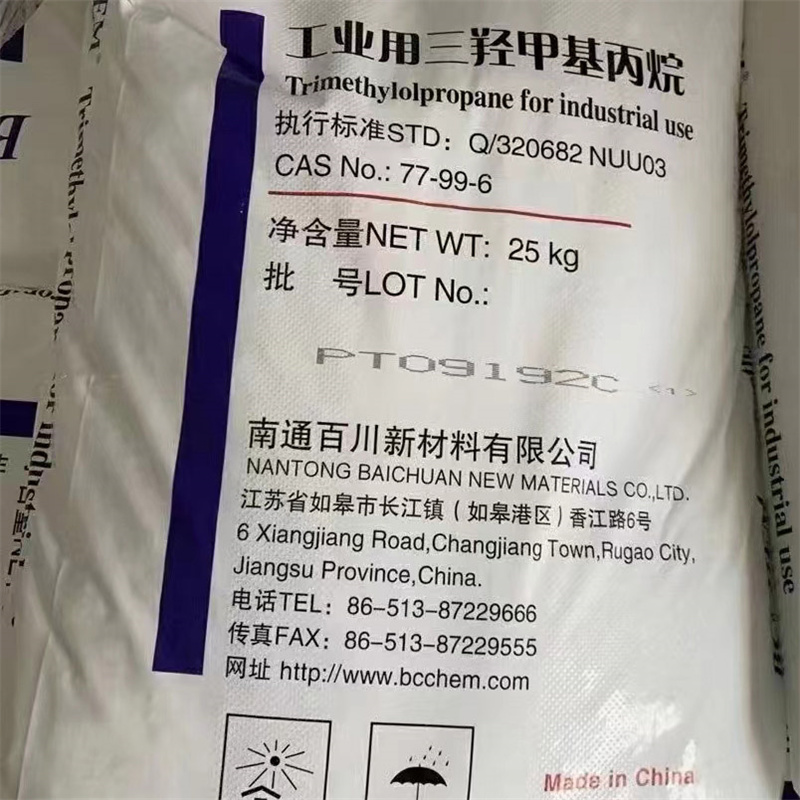 工业用三羟甲基丙烷
Trimethylolpropane for industrial use
执行标准STD: Q/320682 NUU03
CAS No.: 77-99-6
净含量NET WT: 25 kg
批 号LOT No.:
PT09192C <1>
南通百川新材料有限公司
NANTONG BAICHUAN NEW MATERIALS CO.,LTD.
江苏省如皋市长江镇(如皋港区)香江路6号
6 Xiangjiang Road,Changjiang Town,Rugao City,
Jiangsu Province,China.
电话TEL: 86-513-87229666
传真FAX: 86-513-87229555
网址 http://www.bcchem.com
Made in China
Trimethylolpropane for industrial use